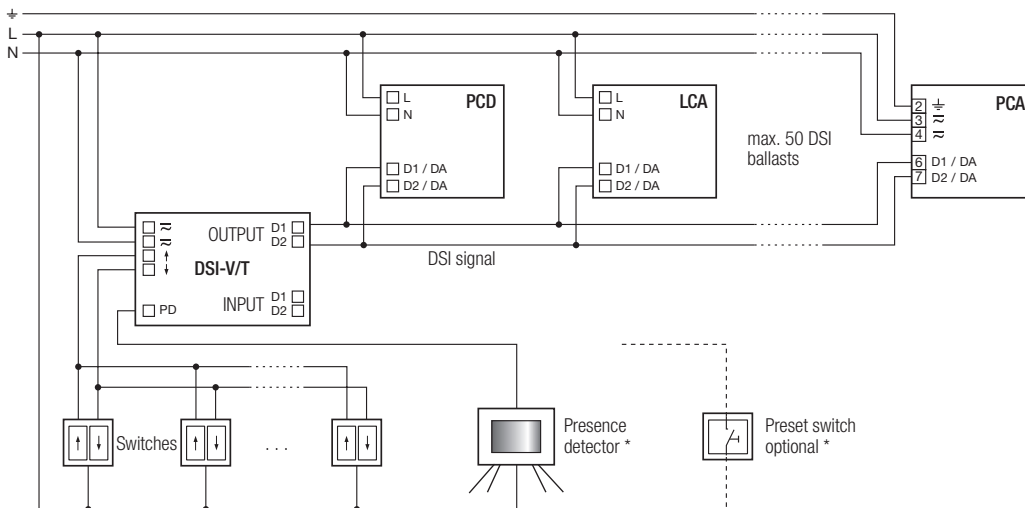 L
N
L
N
PCD
D1 / DA
D2 / DA
L
N
LCA
D1 / DA
D2 / DA
max. 50 DSI
ballasts
2
3
4
PCA
6 D1 / DA
7 D2 / DA
OUTPUT D1
D2
DSI-V/T
INPUT D1
D2
PD
DSI signal
Switches
. . .
Presence
detector *
Preset switch
optional *